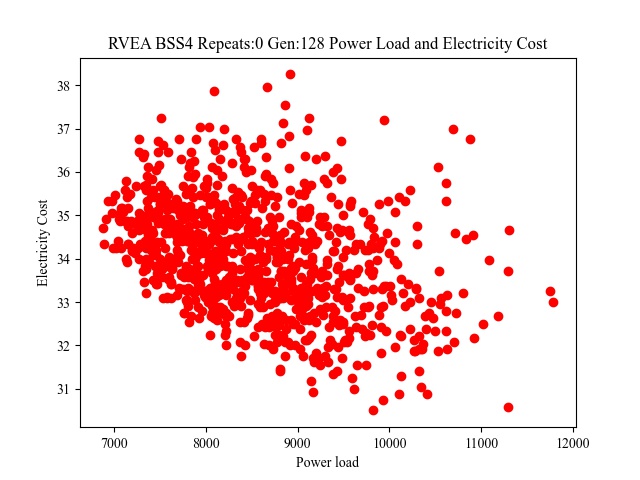 RVEA BSS4 Repeats:0 Gen:128 Power Load and Electricity Cost
Electricity Cost
38
37
36
35
34
33
32
31
7000 8000 9000 10000 11000 12000
Power load